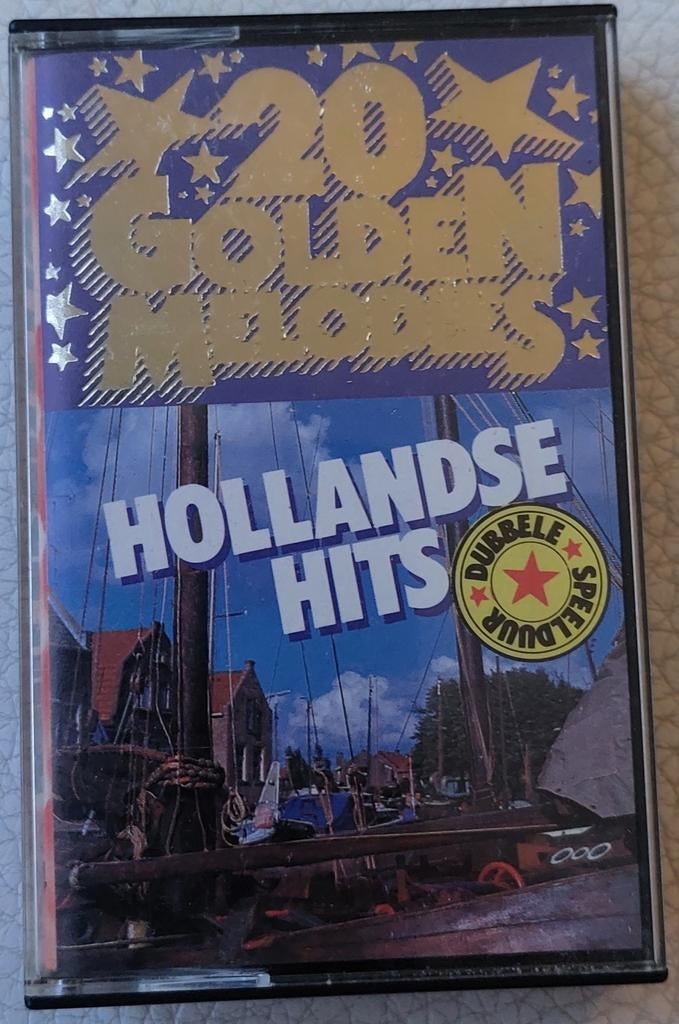 20
GOLDEN
MELODIES
HOLLANDSE
HITS
DUBBELE
SPEELDUUR